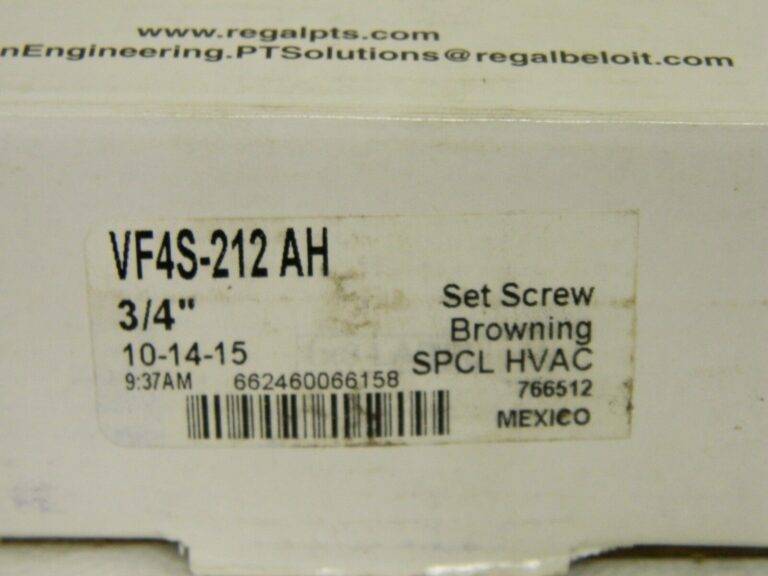 www.regalpts.com
nEngineering.PTSolutions@regalbeloit.com
VF4S-212 AH
3/4"
Set Screw
Browning
10-14-15
SPCL HVAC
9:37AM 662460066158
766512
MEXICO